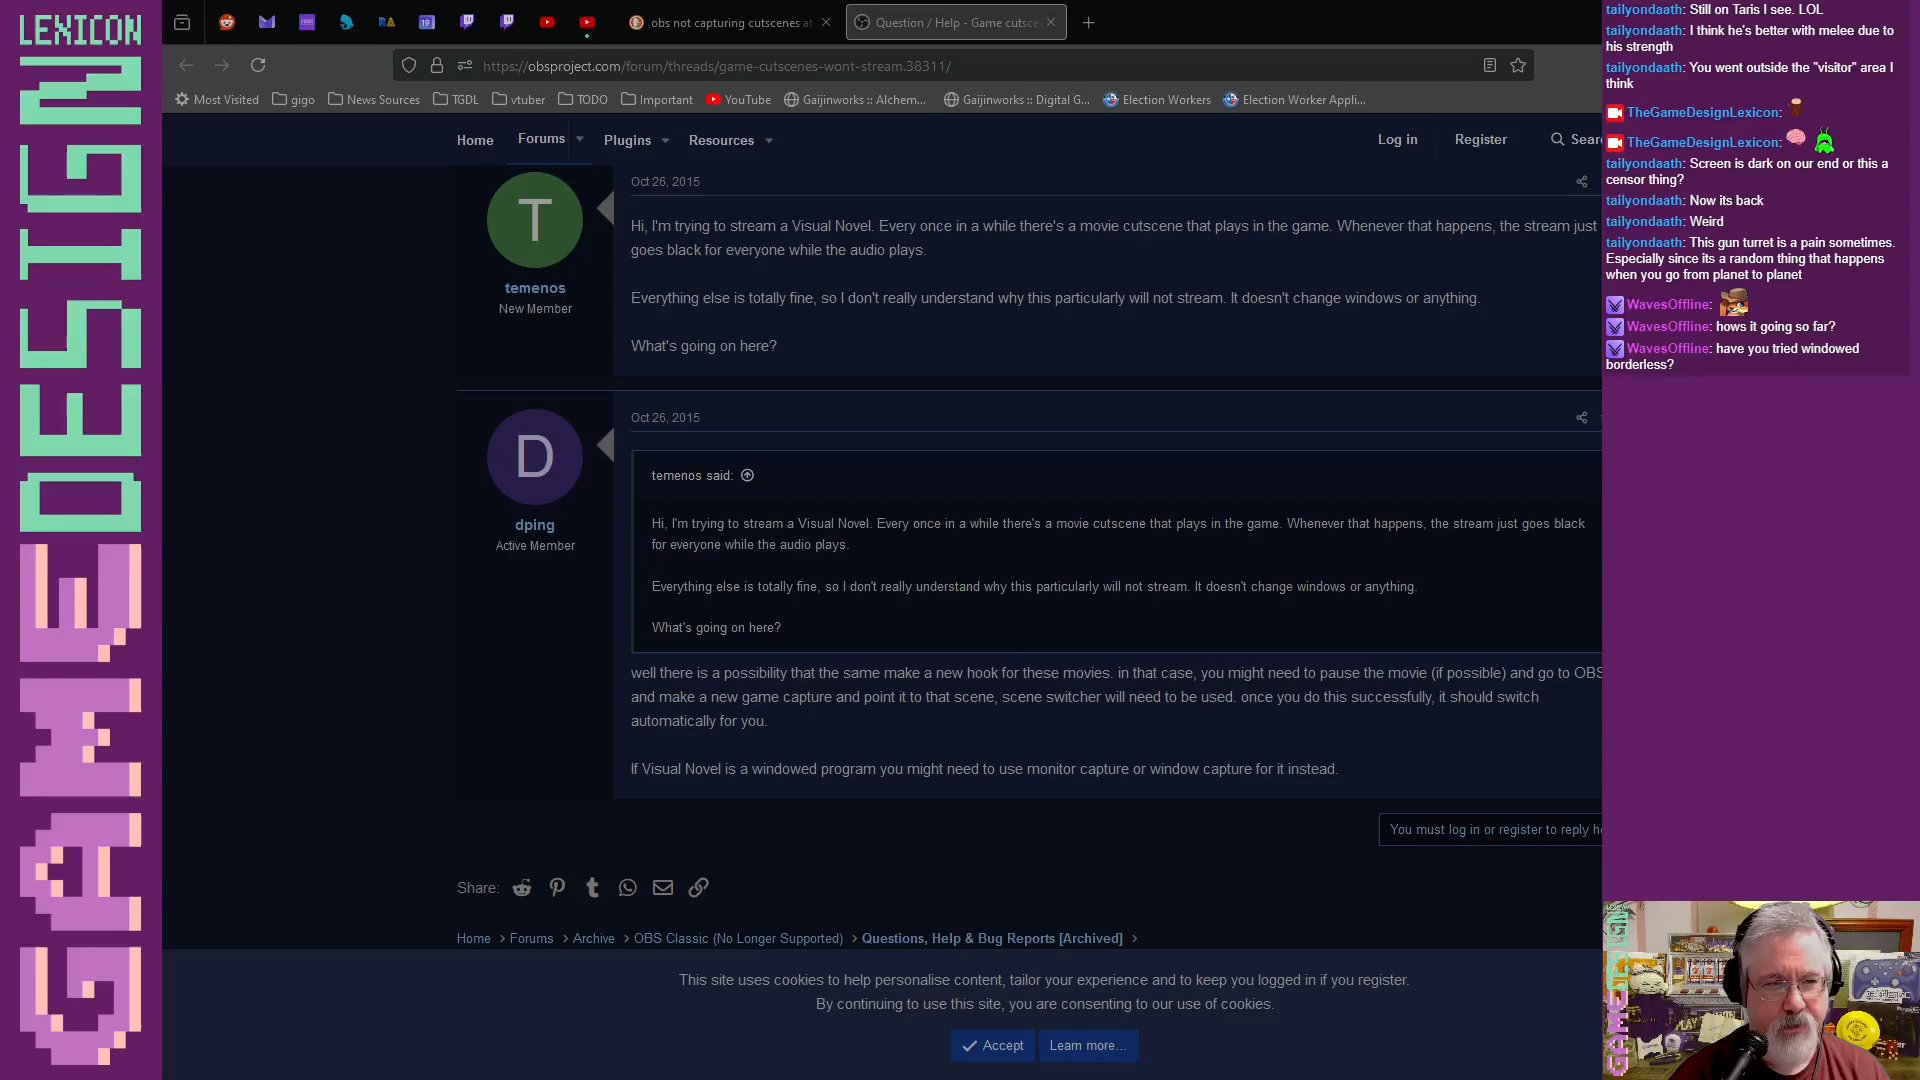 LEXICON
GAME DESIGN
obs not capturing cutscenes at
Question / Help - Game cutsce
https://obsproject.com/forum/threads/game-cutscenes-wont-stream.38311/
Most Visited
gigo
News Sources
TGDL
vtuber
TODO
Important
YouTube
Gaijinworks :: Alchem...
Gaijinworks :: Digital G...
Election Workers
Election Worker Appli...
Home
Forums
Plugins
Resources
Log in
Register
Sear
Oct 26, 2015
T
temenos
New Member
Hi, I'm trying to stream a Visual Novel. Every once in a while there's a movie cutscene that plays in the game. Whenever that happens, the stream just
goes black for everyone while the audio plays.
Everything else is totally fine, so I don't really understand why this particularly will not stream. It doesn't change windows or anything.
What's going on here?
Oct 26, 2015
D
dping
Active Member
temenos said:
Hi, I'm trying to stream a Visual Novel. Every once in a while there's a movie cutscene that plays in the game. Whenever that happens, the stream just goes black
for everyone while the audio plays.
Everything else is totally fine, so I don't really understand why this particularly will not stream. It doesn't change windows or anything.
What's going on here?
well there is a possibility that the same make a new hook for these movies. in that case, you might need to pause the movie (if possible) and go to OBS
and make a new game capture and point it to that scene, scene switcher will need to be used. once you do this successfully, it should switch
automatically for you.
If Visual Novel is a windowed program you might need to use monitor capture or window capture for it instead.
You must log in or register to reply he
Share:
Home
Forums
Archive
OBS Classic (No Longer Supported)
Questions, Help & Bug Reports [Archived]
This site uses cookies to help personalise content, tailor your experience and to keep you logged in if you register.
By continuing to use this site, you are consenting to our use of cookies.
Accept
Learn more...
tailyondaath: Still on Taris I see. LOL
tailyondaath: I think he's better with melee due to
his strength
tailyondaath: You went outside the "visitor" area I
think
TheGameDesignLexicon:
TheGameDesignLexicon:
tailyondaath: Screen is dark on our end or this a
censor thing?
tailyondaath: Now its back
tailyondaath: Weird
tailyondaath: This gun turret is a pain sometimes.
Especially since its a random thing that happens
when you go from planet to planet
WavesOffline:
WavesOffline: hows it going so far?
WavesOffline: have you tried windowed
borderless?